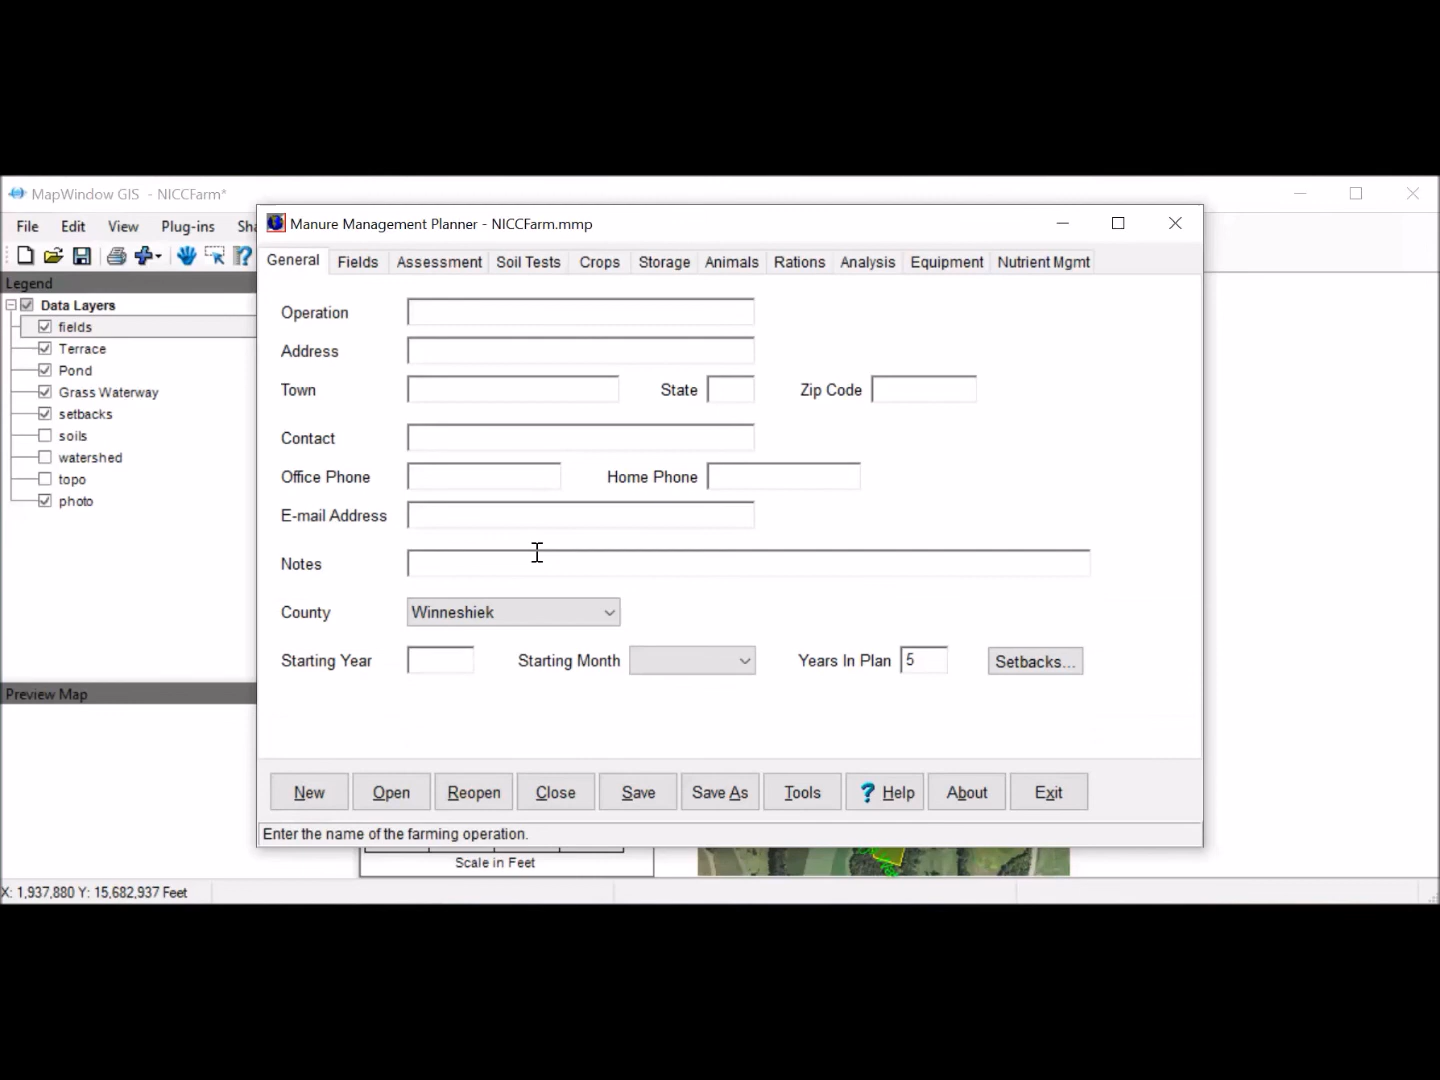 MapWindow GIS - NICCFarm*
File Edit View Plug-ins Sha
Manure Management Planner - NICCFarm.mmp
General Fields Assessment Soil Tests Crops Storage Animals Rations Analysis Equipment Nutrient Mgmt
Legend
Data Layers
fields
Terrace
Pond
Grass Waterway
setbacks
soils
watershed
topo
photo
Operation
Address
Town State Zip Code
Contact
Office Phone Home Phone
E-mail Address
Notes
County Winneshiek
Starting Year Starting Month Years In Plan 5 Setbacks...
Preview Map
New Open Reopen Close Save Save As Tools ? Help About Exit
Enter the name of the farming operation.
Scale in Feet
X: 1,937,880 Y: 15,682,937 Feet